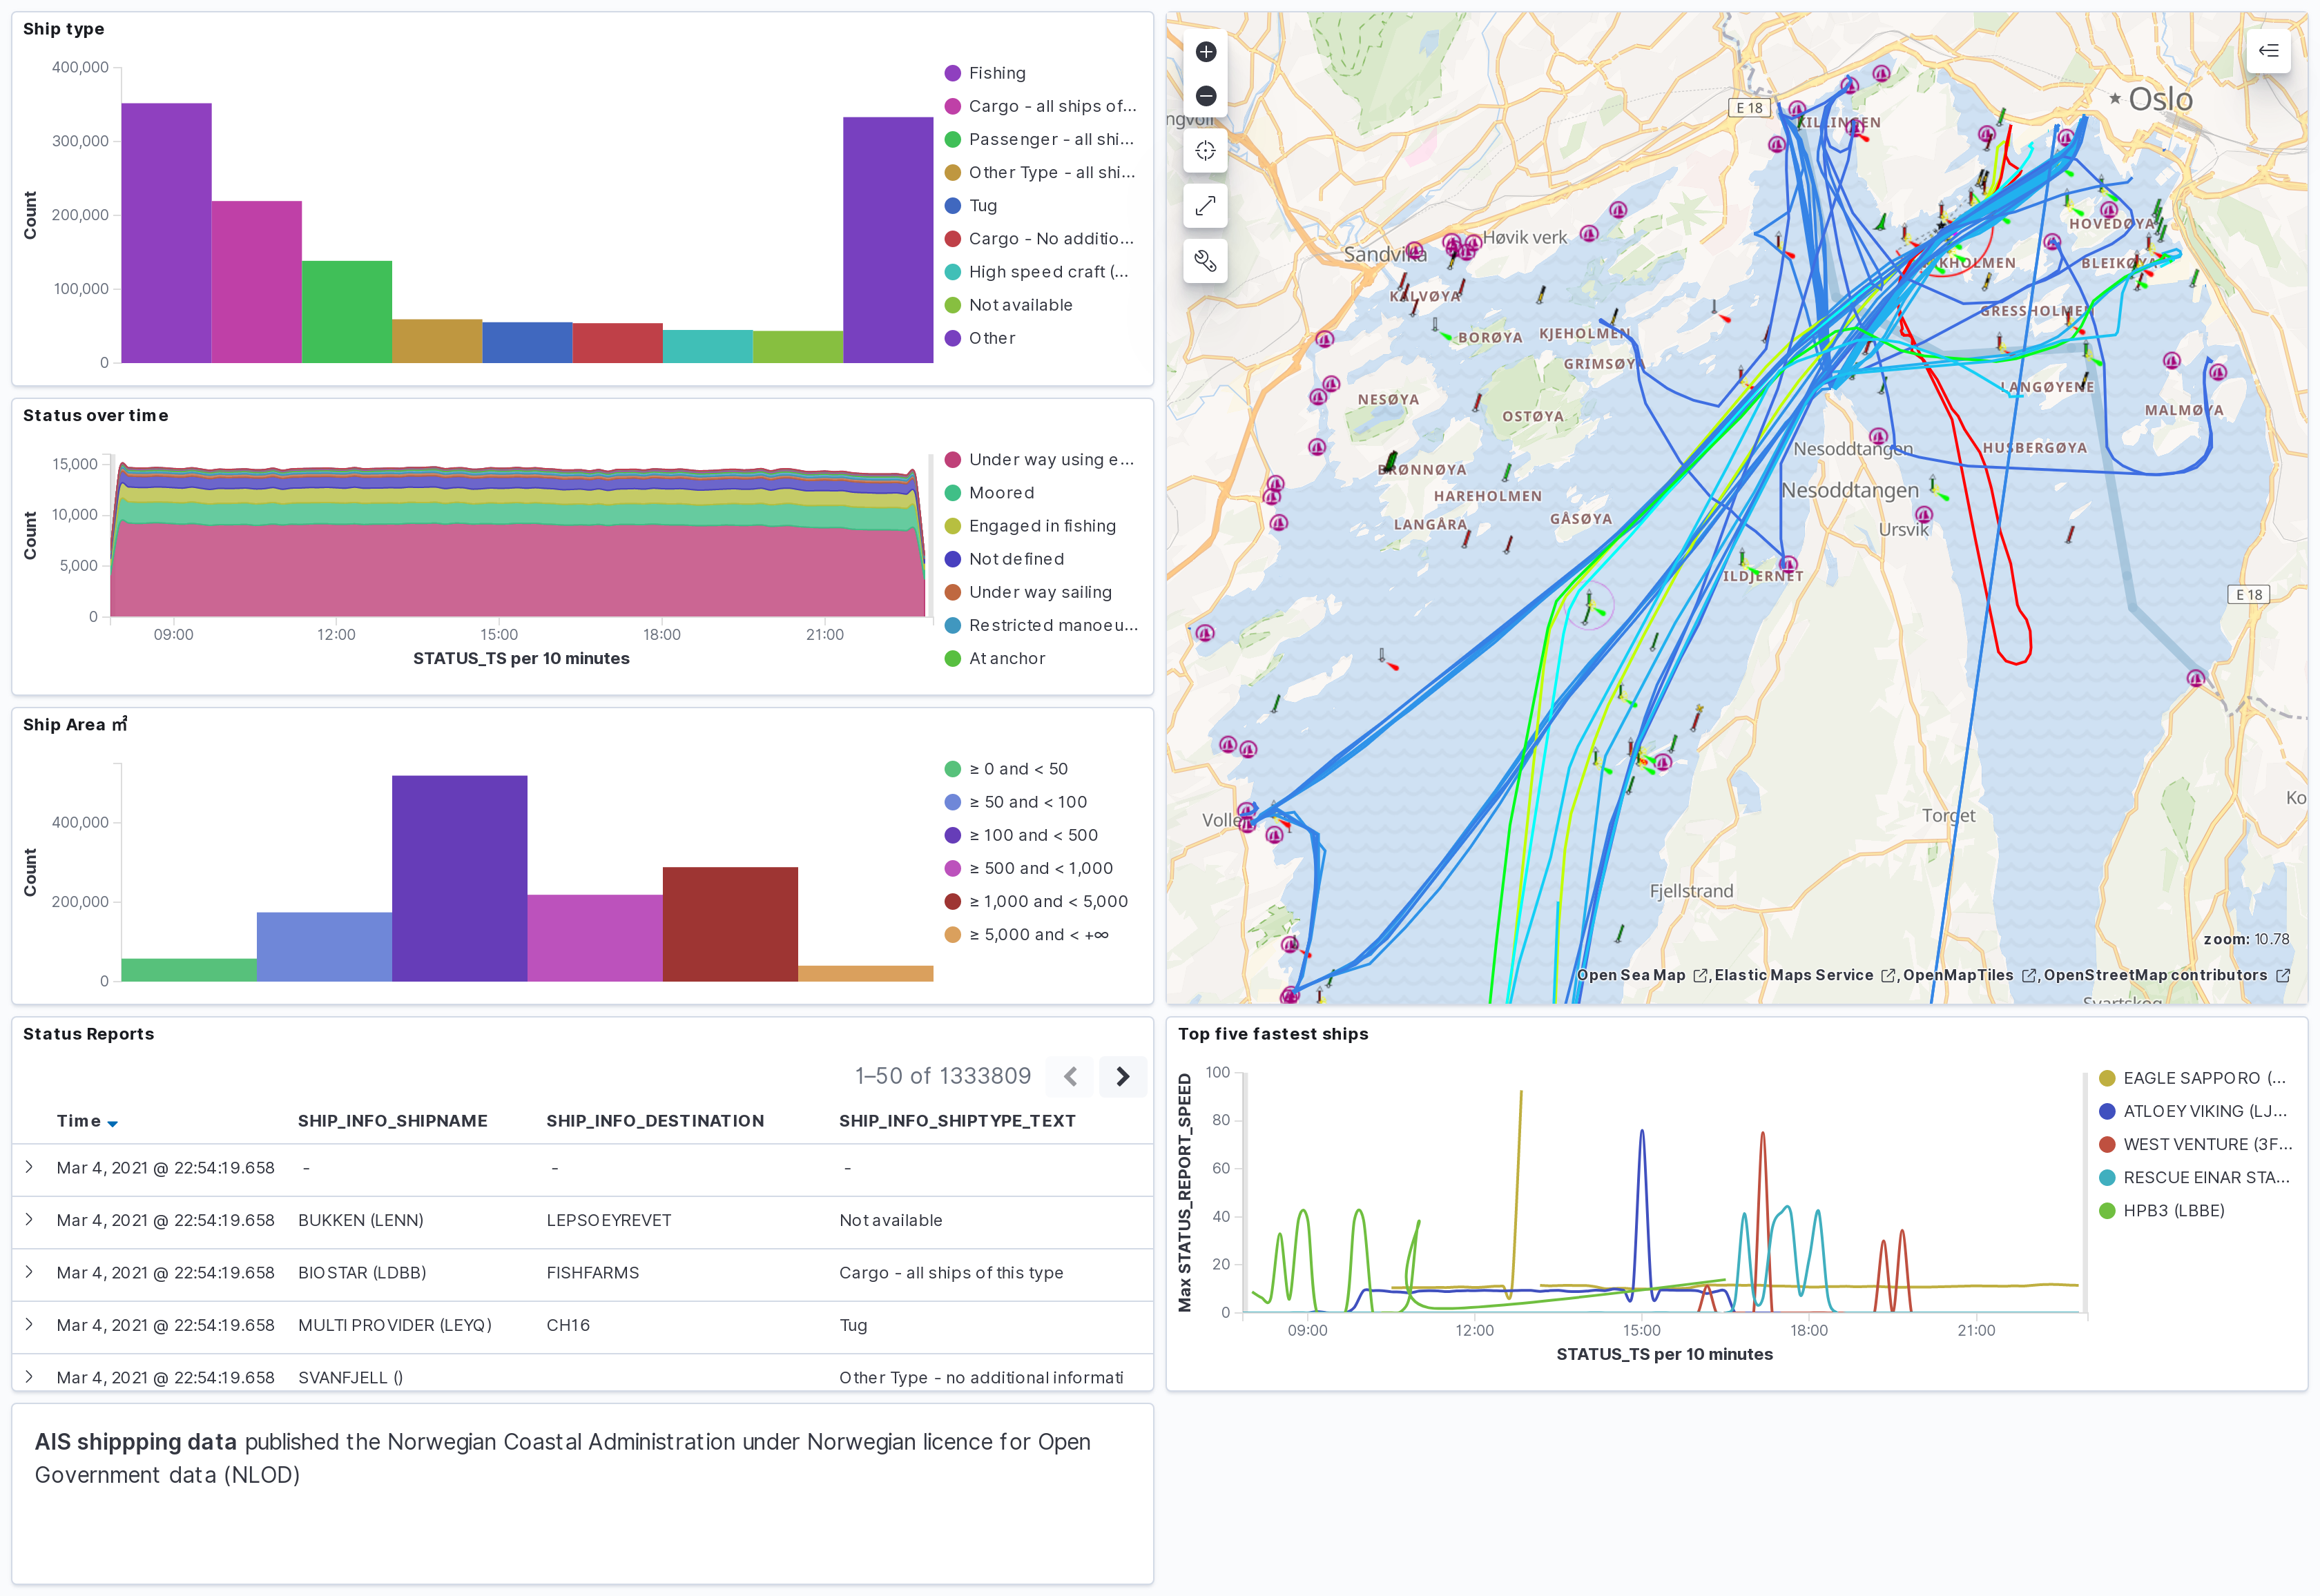 Ship type
400,000
300,000
200,000
100,000
0
Count
Fishing
Cargo - all ships of...
Passenger - all shi...
Other Type - all shi...
Tug
Cargo - No additio...
High speed craft (...
Not available
Other
Status over time
15,000
10,000
5,000
0
Count
09:00 12:00 15:00 18:00 21:00
STATUS_TS per 10 minutes
Under way using e...
Moored
Engaged in fishing
Not defined
Under way sailing
Restricted manoeu...
At anchor
Ship Area ㎡
400,000
200,000
0
Count
≥ 0 and < 50
≥ 50 and < 100
≥ 100 and < 500
≥ 500 and < 1,000
≥ 1,000 and < 5,000
≥ 5,000 and < +∞
Oslo
E 18
KILLINGEN
HOVEDØYA
Høvik verk
Sandvika
BLEIKØYA
KALVØYA
GRESSHOLMEN
BORØYA
KJEHOLMEN
GRIMSØYA
LANGØYENE
NESØYA
OSTØYA
MALMØYA
Nesoddtangen
HUSBERGØYA
BRØNNØYA
HAREHOLMEN
Nesoddtangen
LANGÅRA
GÅSØYA
Ursvik
ILDJERNET
E 18
Torget
Fjellstrand
zoom: 10.78
Open Sea Map , Elastic Maps Service , OpenMapTiles , OpenStreetMap contributors
Status Reports
1–50 of 1333809
Time SHIP_INFO_SHIPNAME SHIP_INFO_DESTINATION SHIP_INFO_SHIPTYPE_TEXT
Mar 4, 2021 @ 22:54:19.658 - - -
Mar 4, 2021 @ 22:54:19.658 BUKKEN (LENN) LEPSOEYREVET Not available
Mar 4, 2021 @ 22:54:19.658 BIOSTAR (LDBB) FISHFARMS Cargo - all ships of this type
Mar 4, 2021 @ 22:54:19.658 MULTI PROVIDER (LEYQ) CH16 Tug
Mar 4, 2021 @ 22:54:19.658 SVANFJELL () Other Type - no additional informati
Top five fastest ships
100
80
60
40
20
0
Max STATUS_REPORT_SPEED
09:00 12:00 15:00 18:00 21:00
STATUS_TS per 10 minutes
EAGLE SAPPORO (...
ATLOEY VIKING (LJ...
WEST VENTURE (3F...
RESCUE EINAR STA...
HPB3 (LBBE)
AIS shippping data published the Norwegian Coastal Administration under Norwegian licence for Open
Government data (NLOD)